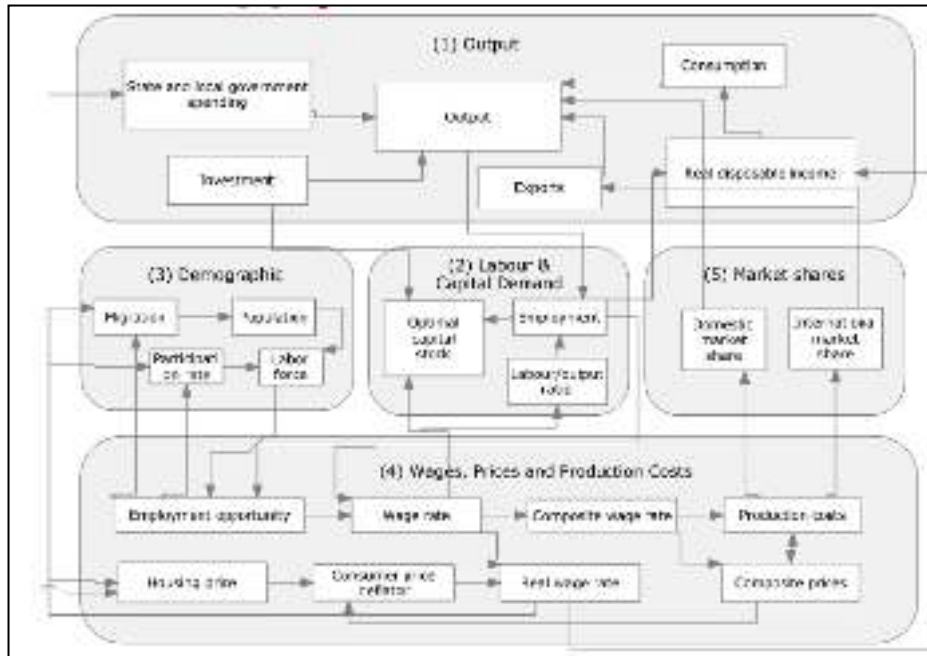 (1) Output
Consumption
State and local government
spending
Output
Real disposable income
Investment
Exports
(3) Demographic
(2) Labour &
Capital Demand
(5) Market shares
Migration
Population
Optimal
capital
stock
Employment
Domestic
market
share
International
market
share
Participati
on rate
Labor
force
Labour/output
ratio
(4) Wages, Prices and Production Costs
Employment opportunity
Wage rate
Composite wage rate
Production costs
Housing price
Consumer price
deflator
Real wage rate
Composite prices